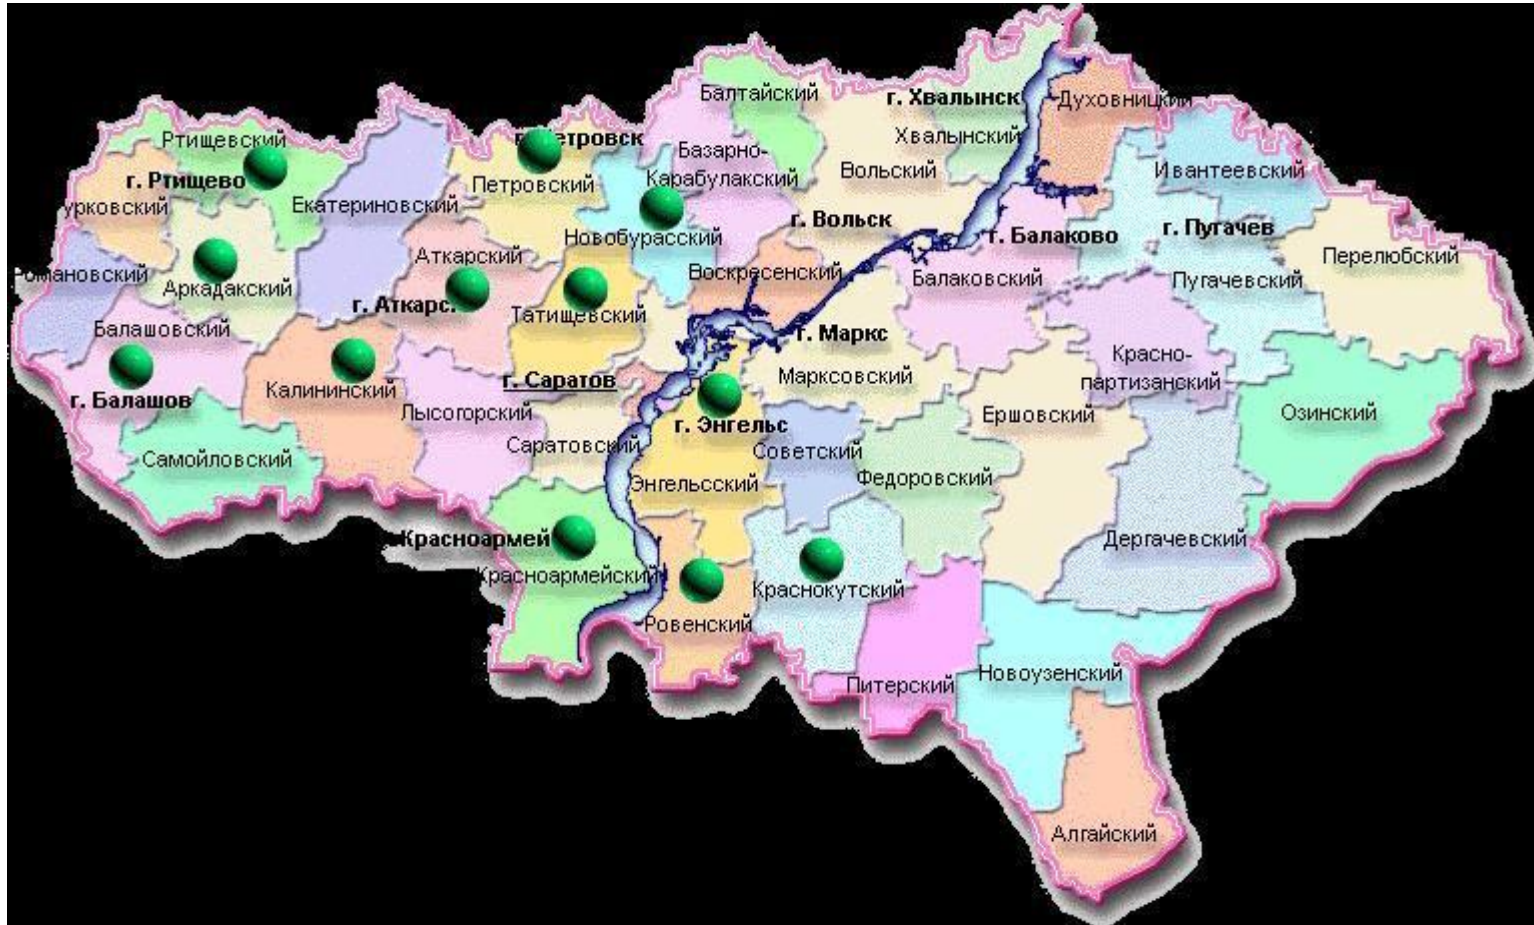 Балтайский
г. Хвалынск
Духовницкий
Ртищевский
г. Петровск
Хвалынский
Базарно-
Карабулакский
Вольский
Ивантеевский
г. Ртищево
Петровский
урковский
Екатериновский
г. Вольск
г. Балаково
г. Пугачев
Новобурасский
Аткарский
Перелюбский
Романовский
Аркадакский
Воскресенский
Балаковский
Пугачевский
г. Аткарс.
Татищевский
Балашовский
г. Маркс
Красно-
партизанский
Калининский
г. Саратов
Марксовский
г. Балашов
Лысогорский
Ершовский
Озинский
г. Энгельс
Саратовский
Советский
Самойловский
Энгельсский
Федоровский
Красноармей
Дергачевский
Красноармейский
Краснокутский
Ровенский
Питерский
Новоузенский
Алгайский